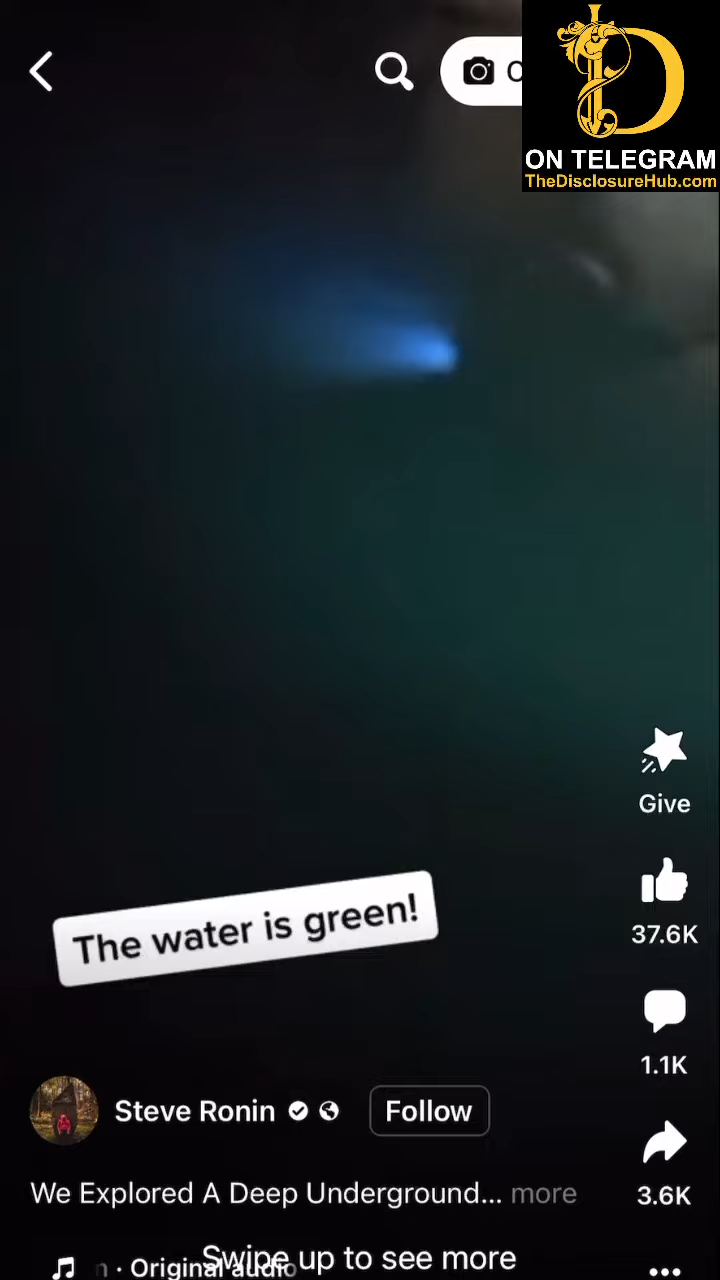 ON TELEGRAM
TheDisclosureHub.com
Give
37.6K
The water is green!
1.1K
Steve Ronin
Follow
We Explored A Deep Underground... more
3.6K
Swipe up to see more
n · Original audio